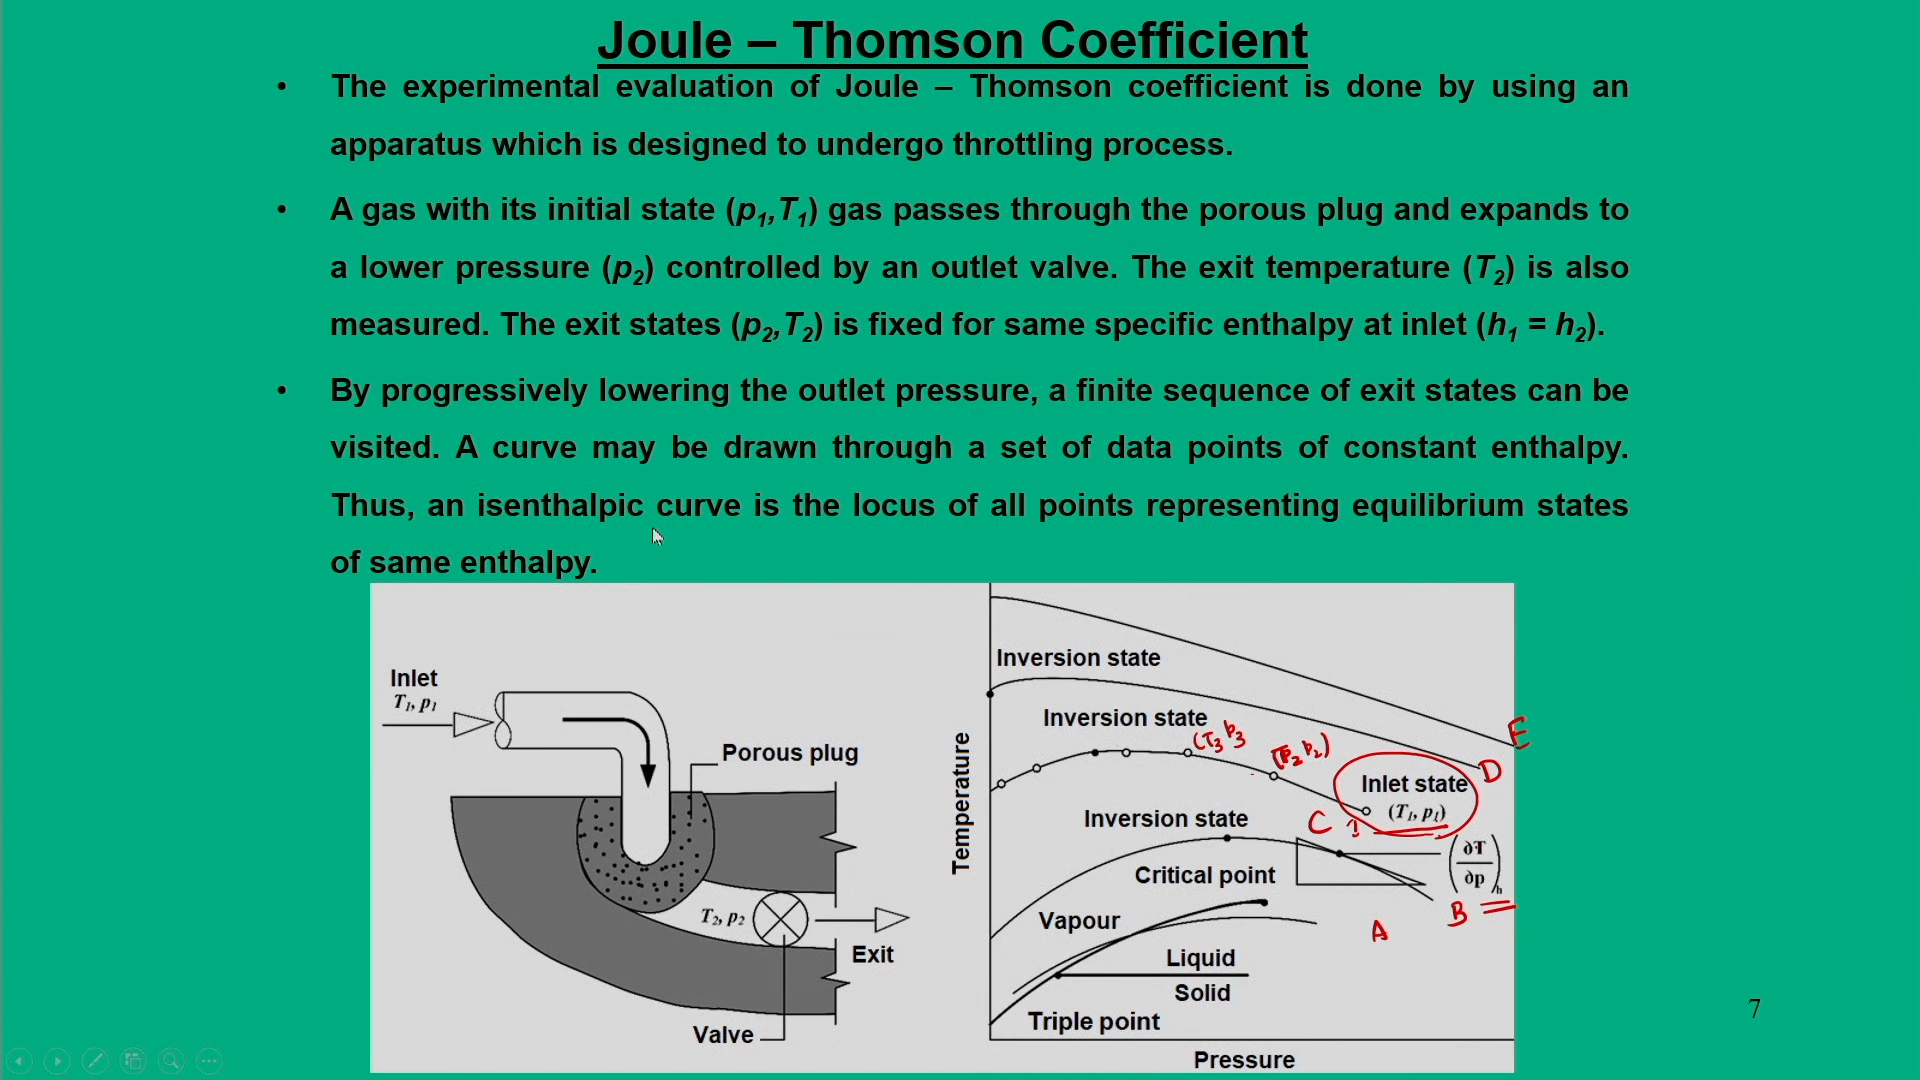 Joule – Thomson Coefficient
• The experimental evaluation of Joule – Thomson coefficient is done by using an
apparatus which is designed to undergo throttling process.
• A gas with its initial state (p1,T1) gas passes through the porous plug and expands to
a lower pressure (p2) controlled by an outlet valve. The exit temperature (T2) is also
measured. The exit states (p2,T2) is fixed for same specific enthalpy at inlet (h1 = h2).
• By progressively lowering the outlet pressure, a finite sequence of exit states can be
visited. A curve may be drawn through a set of data points of constant enthalpy.
Thus, an isenthalpic curve is the locus of all points representing equilibrium states
of same enthalpy.
Inlet
T1, p1
Porous plug
T2, p2
Exit
Valve
Temperature
Inversion state
Inversion state
(T3 p3
(T2 p2)
E
D
Inlet state
(T1, p1)
C
1
Inversion state
(∂T/∂p)h
Critical point
B
Vapour
A
Liquid
Solid
Triple point
Pressure
7